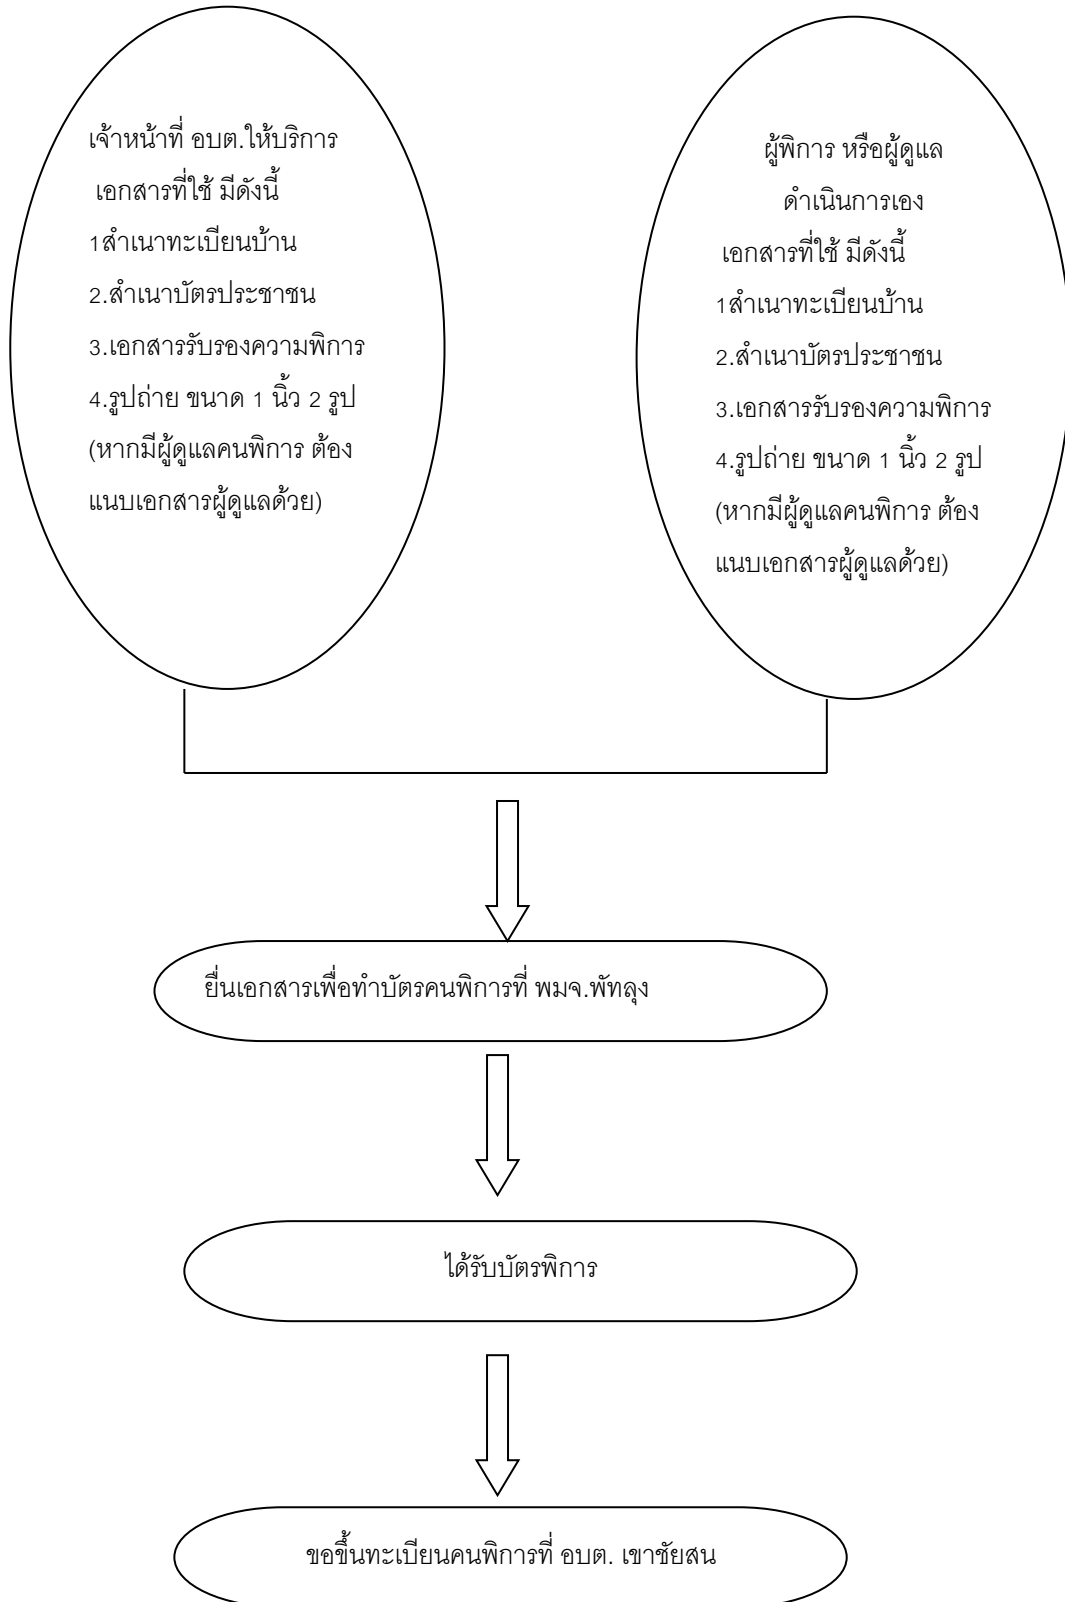 เจ้าหน้าที่ อบต.ให้บริการ
เอกสารที่ใช้ มีดังนี้
1สำเนาทะเบียนบ้าน
2.สำเนาบัตรประชาชน
3.เอกสารรับรองความพิการ
4.รูปถ่าย ขนาด 1 นิ้ว 2 รูป
(หากมีผู้ดูแลคนพิการ ต้อง
แนบเอกสารผู้ดูแลด้วย)
ผู้พิการ หรือผู้ดูแล
ดำเนินการเอง
เอกสารที่ใช้ มีดังนี้
1สำเนาทะเบียนบ้าน
2.สำเนาบัตรประชาชน
3.เอกสารรับรองความพิการ
4.รูปถ่าย ขนาด 1 นิ้ว 2 รูป
(หากมีผู้ดูแลคนพิการ ต้อง
แนบเอกสารผู้ดูแลด้วย)
ยื่นเอกสารเพื่อทำบัตรคนพิการที่ พมจ.พัทลุง
ได้รับบัตรพิการ
ขอขึ้นทะเบียนคนพิการที่ อบต. เขาชัยสน